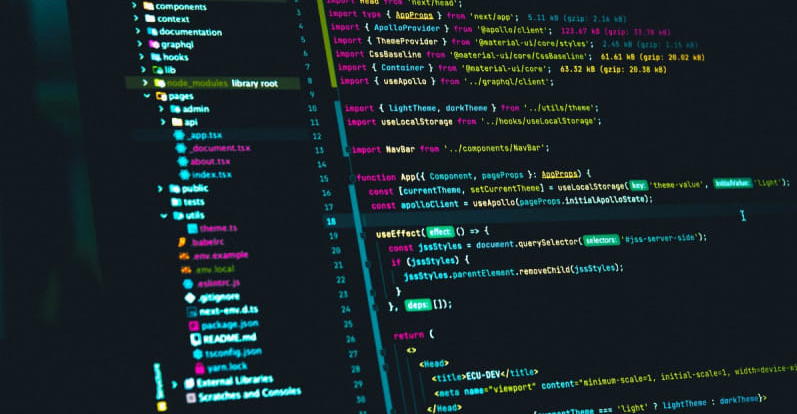 components
context
documentation
graphql
hooks
lib
node_modules library root
pages
admin
api
_app.tsx
_document.tsx
about.tsx
index.tsx
public
tests
utils
theme.ts
.babelrc
.env.example
.env.local
.eslintrc.js
.gitignore
next-env.d.ts
package.json
README.md
tsconfig.json
yarn.lock
External Libraries
Scratches and Consoles
Structure
import Head from 'next/head';
3 import type { AppProps } from 'next/app'; 5.11 kB (gzip: 2.16 kB)
4 import { ApolloProvider } from '@apollo/client'; 123.67 kB (gzip: 33.78 kB)
5 import { ThemeProvider } from '@material-ui/core/styles'; 2.45 kB (gzip: 1.15 kB)
6 import CssBaseline from '@material-ui/core/CssBaseline'; 61.61 kB (gzip: 20.02 kB)
7 import { Container } from '@material-ui/core'; 63.32 kB (gzip: 20.38 kB)
8 import { useApollo } from '../graphql/client';
9
10 import { lightTheme, darkTheme } from '../utils/theme';
11 import useLocalStorage from '../hooks/useLocalStorage';
12
13 import NavBar from '../components/NavBar';
14
15 function App({ Component, pageProps }: AppProps) {
16 const [currentTheme, setCurrentTheme] = useLocalStorage( key: 'theme-value', initialValue: 'light');
17 const apolloClient = useApollo(pageProps.initialApolloState);
18
19 useEffect( effect: () => {
20 const jssStyles = document.querySelector( selectors: '#jss-server-side');
21 if (jssStyles) {
22 jssStyles.parentElement.removeChild(jssStyles);
23 }
24 }, deps: []);
25
26 return (
27 <>
28 <Head>
29 <title>ECU-DEV</title>
30 <meta name="viewport" content="minimum-scale=1, initial-scale=1, width=device-wi
</Head>
=== 'light' ? lightTheme : darkTheme}>